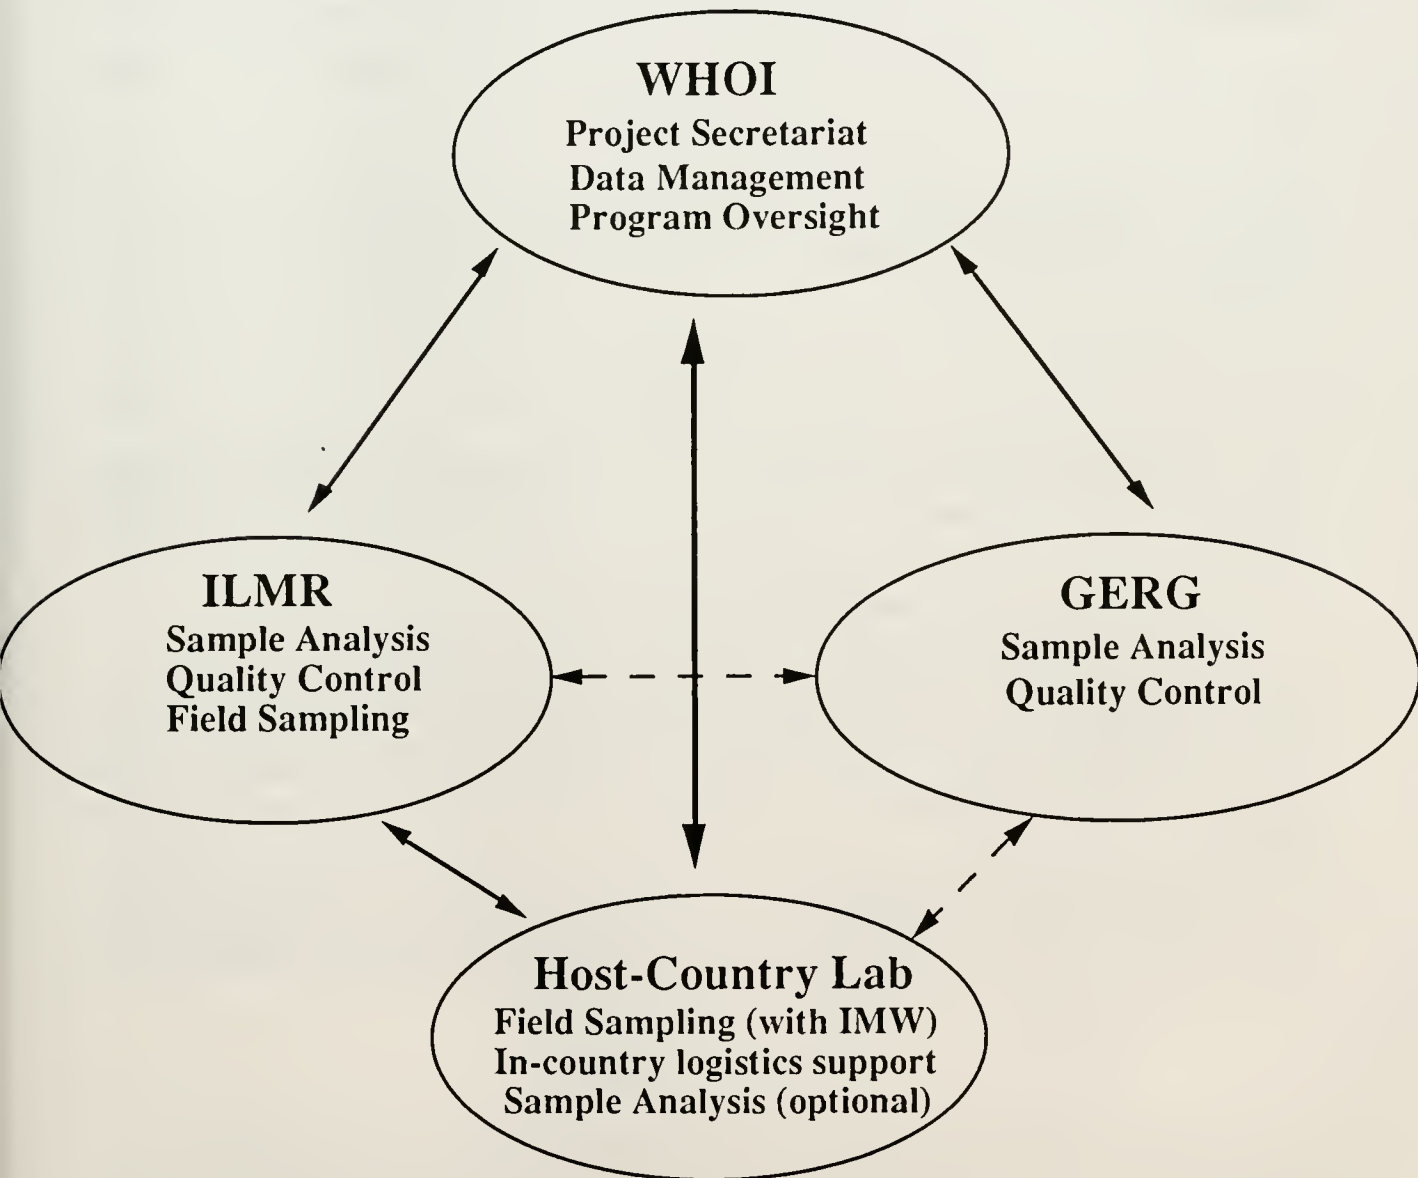 WHOI
Project Secretariat
Data Management
Program Oversight
ILMR
Sample Analysis
Quality Control
Field Sampling
GERG
Sample Analysis
Quality Control
Host-Country Lab
Field Sampling (with IMW)
In-country logistics support
Sample Analysis (optional)